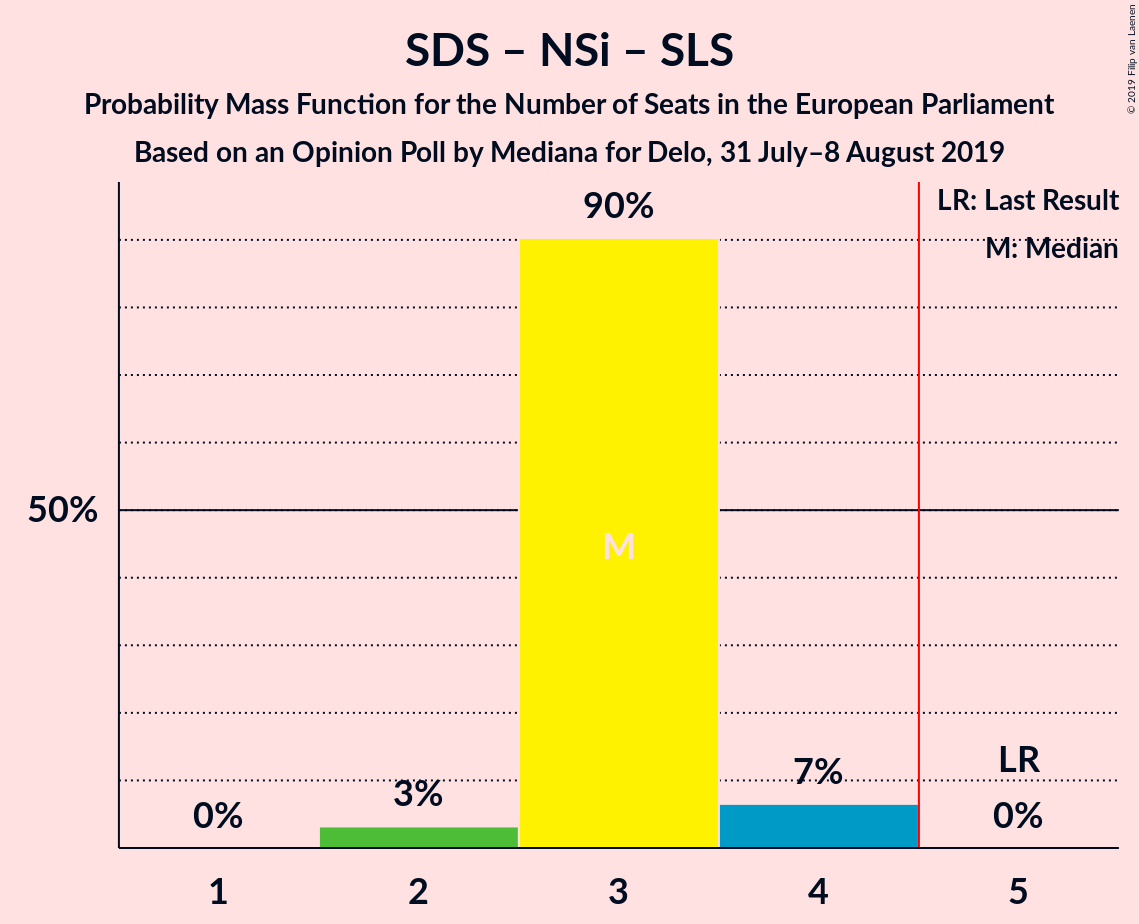 SDS – NSi – SLS
Probability Mass Function for the Number of Seats in the European Parliament
Based on an Opinion Poll by Mediana for Delo, 31 July–8 August 2019
© 2019 Filip van Laenen
LR: Last Result
M: Median
90%
50%
M
LR
7%
3%
0%
0%
1
2
3
4
5